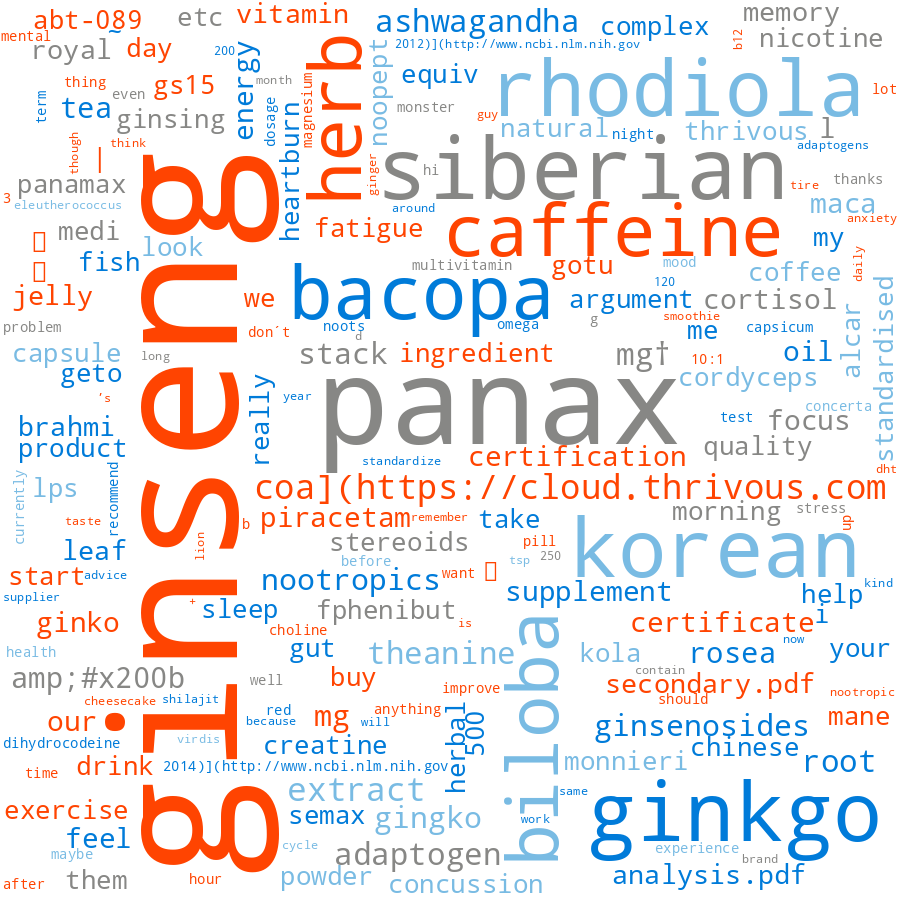 abt-089
~
etc
vitamin
ashwagandha
complex
memory
mental
royal
day
200
2012)](http://www.ncbi.nlm.nih.gov
b12
nicotine
thing
gs15
energy
month
magnesium
herb
noopept
equiv
rhodiola
lot
term
tea
even
ginsing
dosage
heartburn
monster
guy
natural
night
thrivous
l
adaptogens
though
think
|
panamax
ginger
hi
siberian
tire
thanks
3
eleutherococcus
around
maca
anxiety
medi
look
fatigue
caffeine
my
fish
multivitamin
gotu
mood
coffee
daily
jelly
we
bacopa
120
argument
cortisol
standardised
problem
don´t
noots
d
omega
g
smoothie
me
capsicum
alcar
capsule
long
stack
ingredient
mg†
10:1
oil
geto
ginseng
panax
cordyceps
´s
really
year
test
concerta
focus
brahmi
product
standardize
certification
quality
dht
currently
lps
recommend
coa](https://cloud.thrivous.com
taste
lion
b
piracetam
remember
take
morning
stress
up
leaf
stereoids
before
pill
tsp
250
korean
start
advice
nootropics
want
supplement
help
kind
supplier
+
sleep
fphenibut
i
ginko
choline
is
certificate
now
health
gut
theanine
biloba
kola
rosea
your
amp;#x200b
well
buy
improve
contain
secondary.pdf
nootropic
cheesecake
shilajit
red
because
mg
anything
will
should
mane
our
•
dihydrocodeine
virdis
creatine
herbal
500
ginsenosides
chinese
time
drink
2014)](http://www.ncbi.nlm.nih.gov
monnieri
root
exercise
extract
same
semax
gingko
work
ginkgo
feel
maybe
cycle
adaptogen
experience
brand
after
them
hour
powder
concussion
analysis.pdf